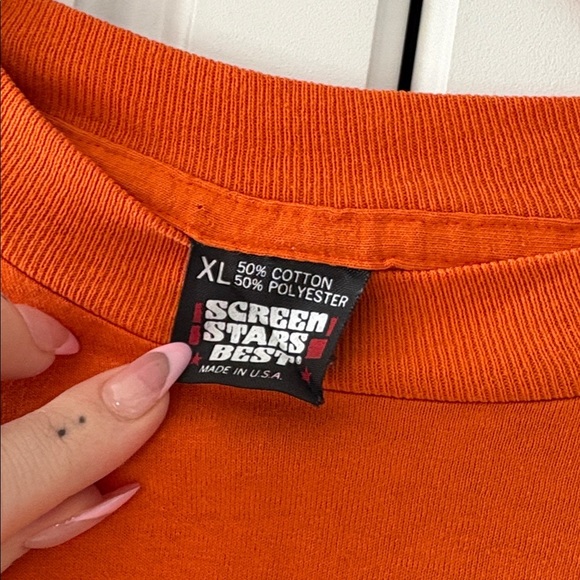 XL 50% COTTON
50% POLYESTER
SCREEN
STARS
BEST'
MADE IN U.S.A.